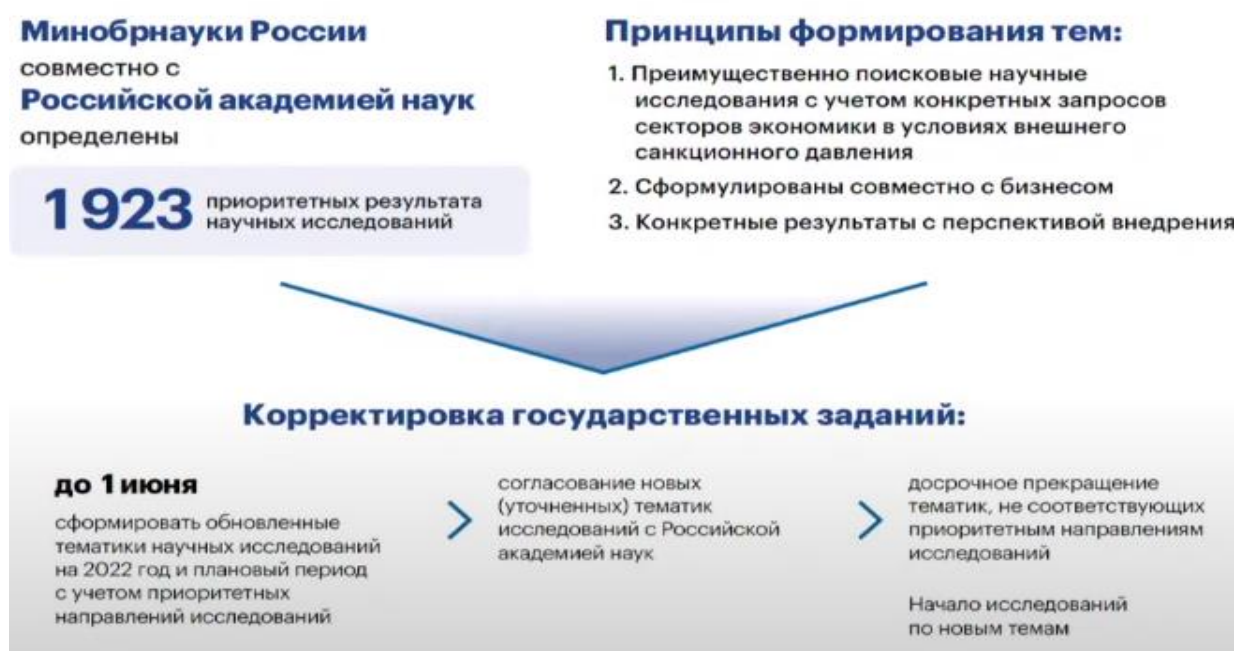 Минобрнауки России
совместно с
Российской академией наук
определены
1 923 приоритетных результата
научных исследований
Принципы формирования тем:
1. Преимущественно поисковые научные
исследования с учетом конкретных запросов
секторов экономики в условиях внешнего
санкционного давления
2. Сформулированы совместно с бизнесом
3. Конкретные результаты с перспективой внедрения
Корректировка государственных заданий:
до 1 июня
сформировать обновленные
тематики научных исследований
на 2022 год и плановый период
с учетом приоритетных
направлений исследований
согласование новых
(уточненных) тематик
исследований с Российской
академией наук
досрочное прекращение
тематик, не соответствующих
приоритетным направлениям
исследований
Начало исследований
по новым темам